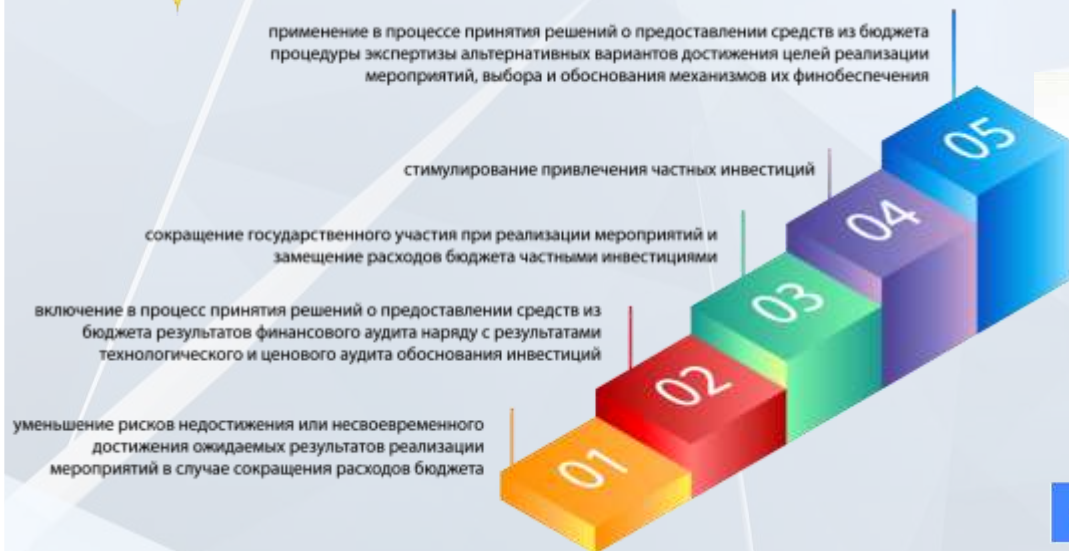 применение в процессе принятия решений о предоставлении средств из бюджета
процедуры экспертизы альтернативных вариантов достижения целей реализации
мероприятий, выбора и обоснования механизмов их финобеспечения
05
стимулирование привлечения частных инвестиций
04
сокращение государственного участия при реализации мероприятий и
замещение расходов бюджета частными инвестициями
03
включение в процесс принятия решений о предоставлении средств из
бюджета результатов финансового аудита наряду с результатами
технологического и ценового аудита обоснования инвестиций
02
уменьшение рисков недостижения или несвоевременного
достижения ожидаемых результатов реализации
мероприятий в случае сокращения расходов бюджета
01